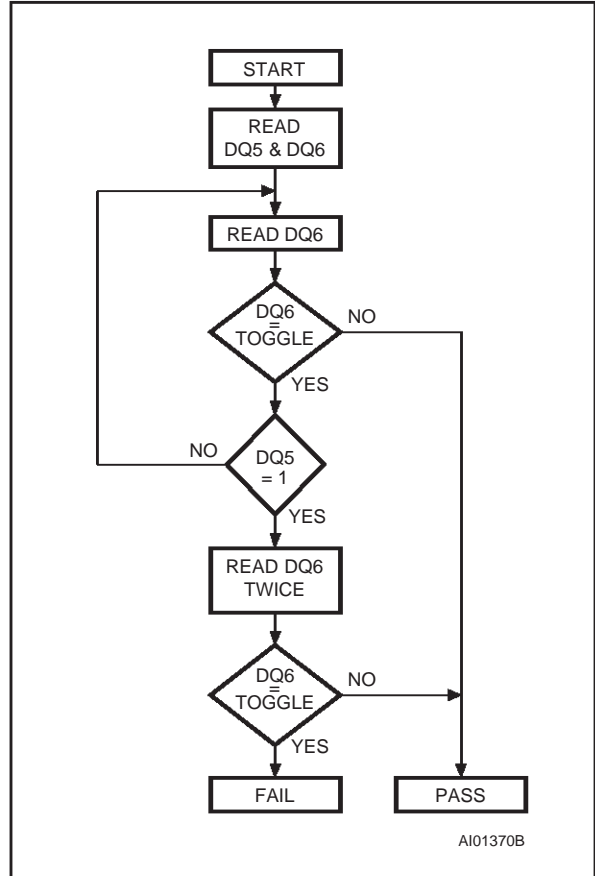 START
READ
DQ5 & DQ6
READ DQ6
DQ6
=
TOGGLE
NO
YES
NO
DQ5
= 1
YES
READ DQ6
TWICE
DQ6
=
TOGGLE
NO
YES
FAIL
PASS
AI01370B